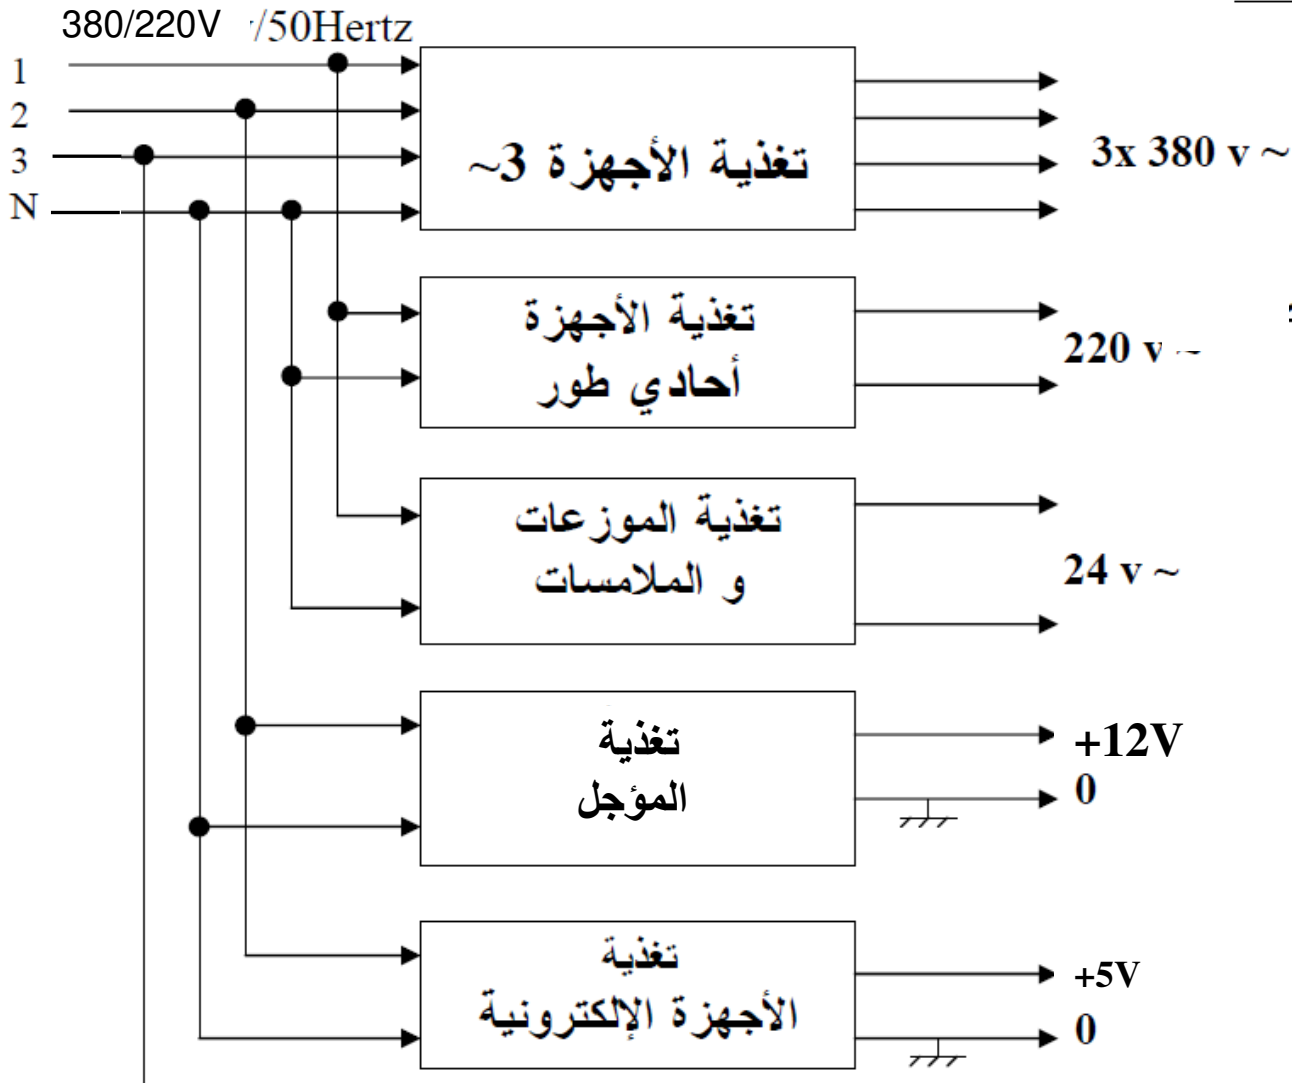 380/220V /50Hertz
1
2
3
N
تغذية الأجهزة 3~
3x 380 v ~
تغذية الأجهزة
أحادي طور
220 v ~
تغذية الموزعات
و الملامسات
24 v ~
تغذية
المؤجل
+12V
0
تغذية
الأجهزة الإلكترونية
+5V
0